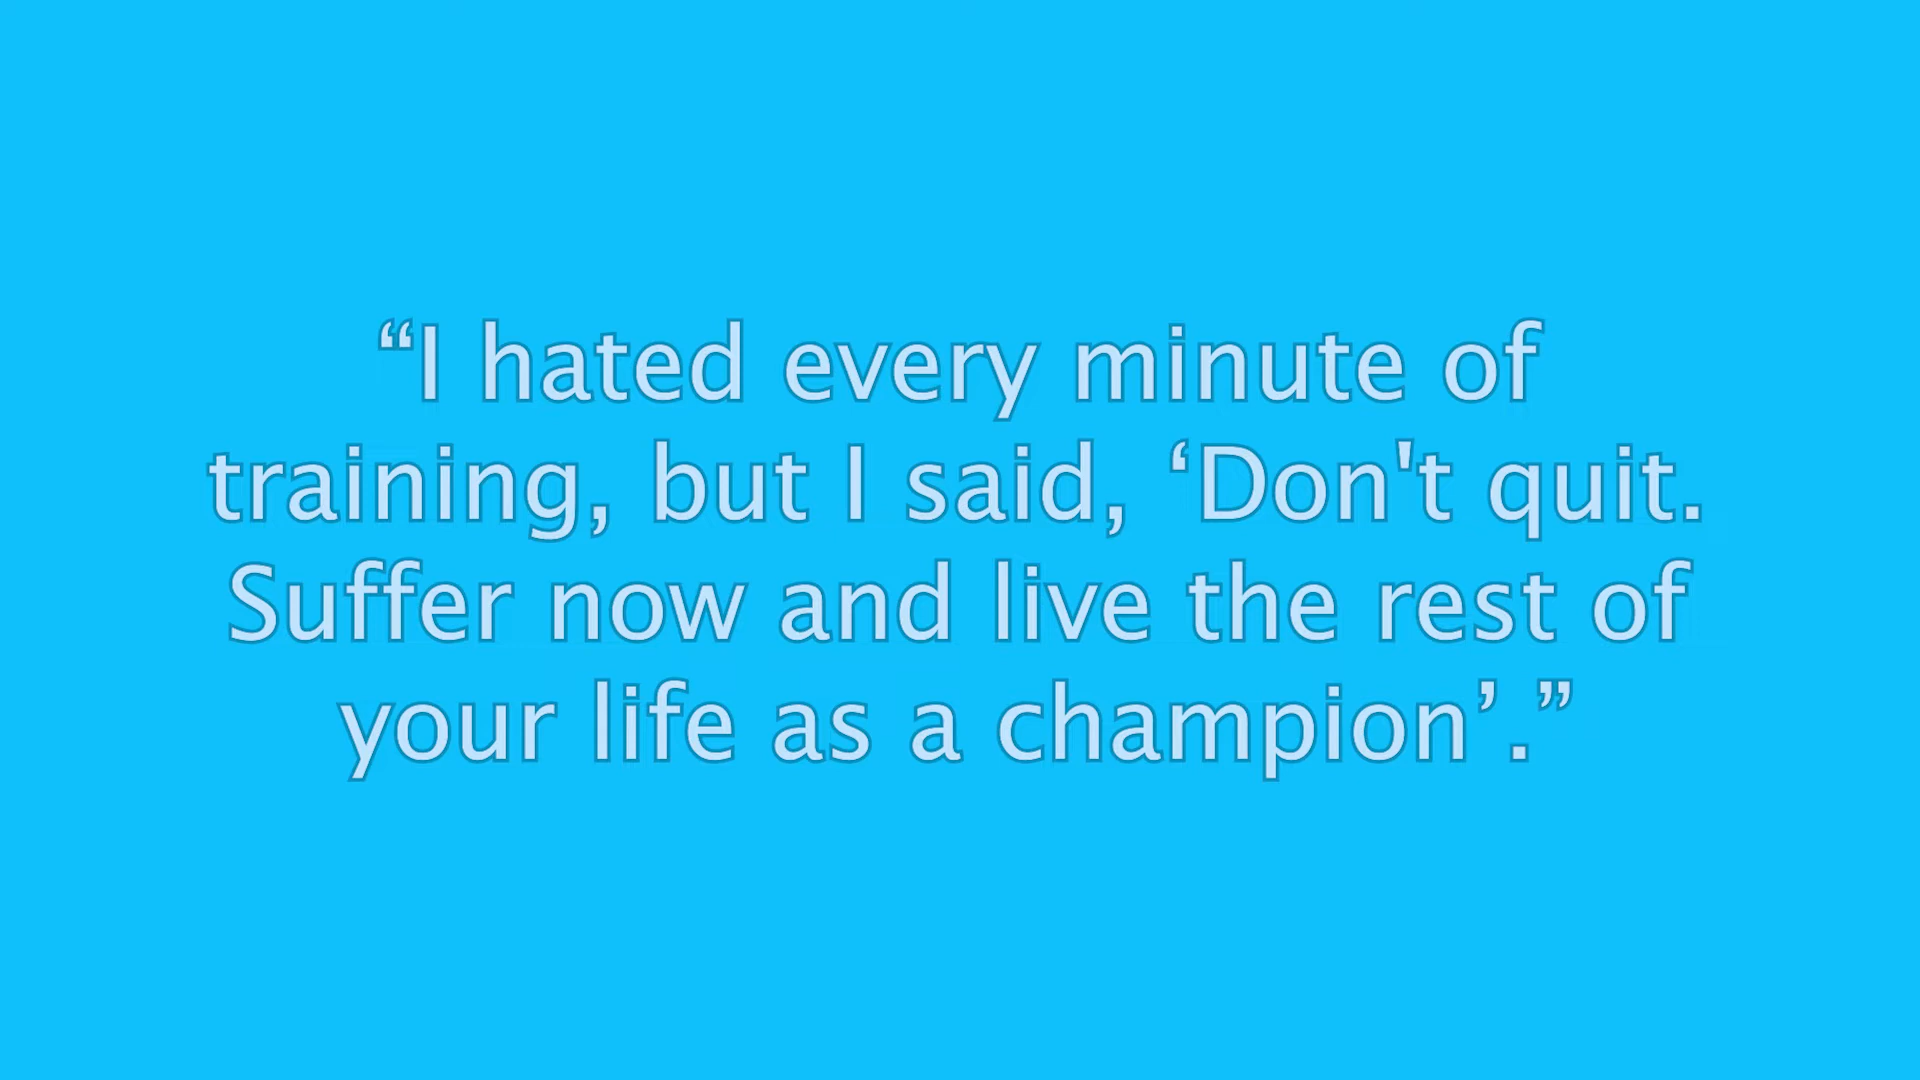 “I hated every minute of
training, but I said, ‘Don't quit.
Suffer now and live the rest of
your life as a champion’.”